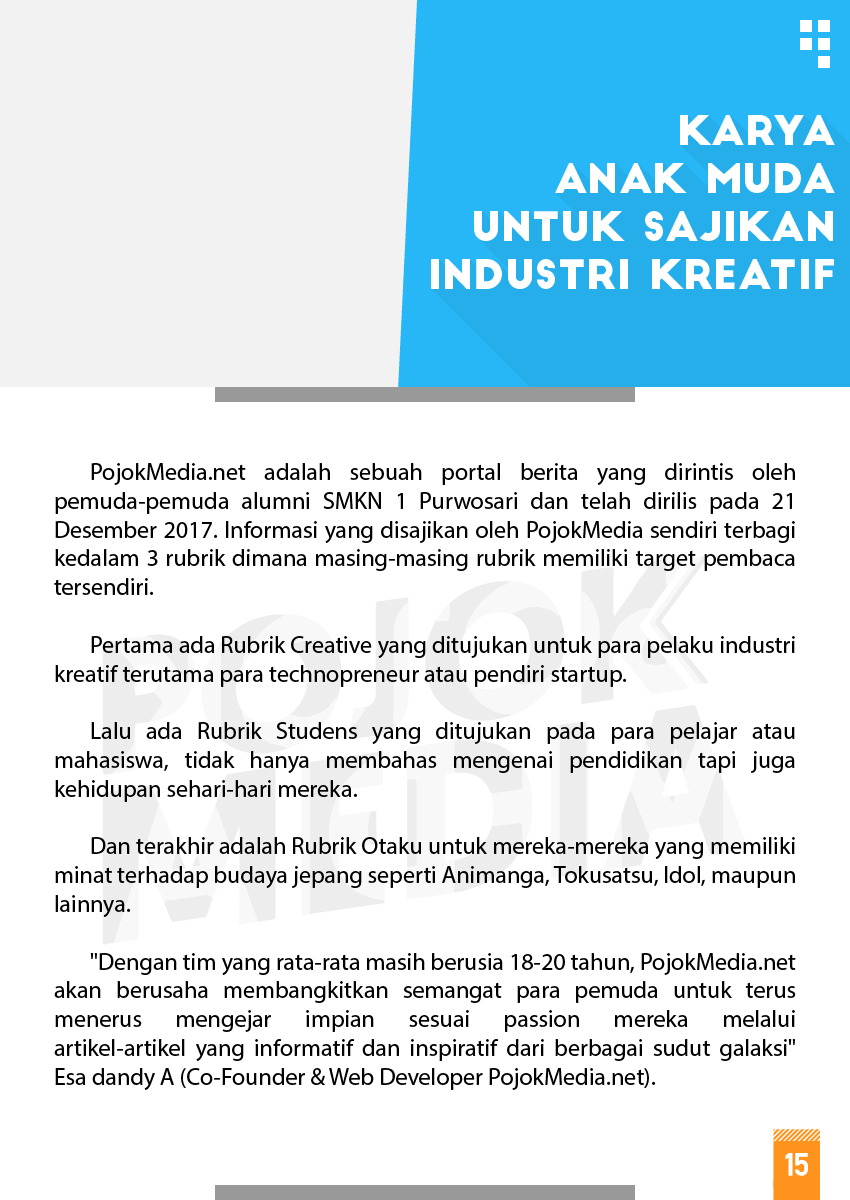 KARYA
ANAK MUDA
UNTUK SAJIKAN
INDUSTRI KREATIF
PojokMedia.net adalah sebuah portal berita yang dirintis oleh
pemuda-pemuda alumni SMKN 1 Purwosari dan telah dirilis pada 21
Desember 2017. Informasi yang disajikan oleh PojokMedia sendiri terbagi
kedalam 3 rubrik dimana masing-masing rubrik memiliki target pembaca
tersendiri.
Pertama ada Rubrik Creative yang ditujukan untuk para pelaku industri
kreatif terutama para technopreneur atau pendiri startup.
Lalu ada Rubrik Studens yang ditujukan pada para pelajar atau
mahasiswa, tidak hanya membahas mengenai pendidikan tapi juga
kehidupan sehari-hari mereka.
Dan terakhir adalah Rubrik Otaku untuk mereka-mereka yang memiliki
minat terhadap budaya jepang seperti Animanga, Tokusatsu, Idol, maupun
lainnya.
"Dengan tim yang rata-rata masih berusia 18-20 tahun, PojokMedia.net
akan berusaha membangkitkan semangat para pemuda untuk terus
menerus mengejar impian sesuai passion mereka melalui
artikel-artikel yang informatif dan inspiratif dari berbagai sudut galaksi"
Esa dandy A (Co-Founder & Web Developer PojokMedia.net).
POJOK
MEDIA
15